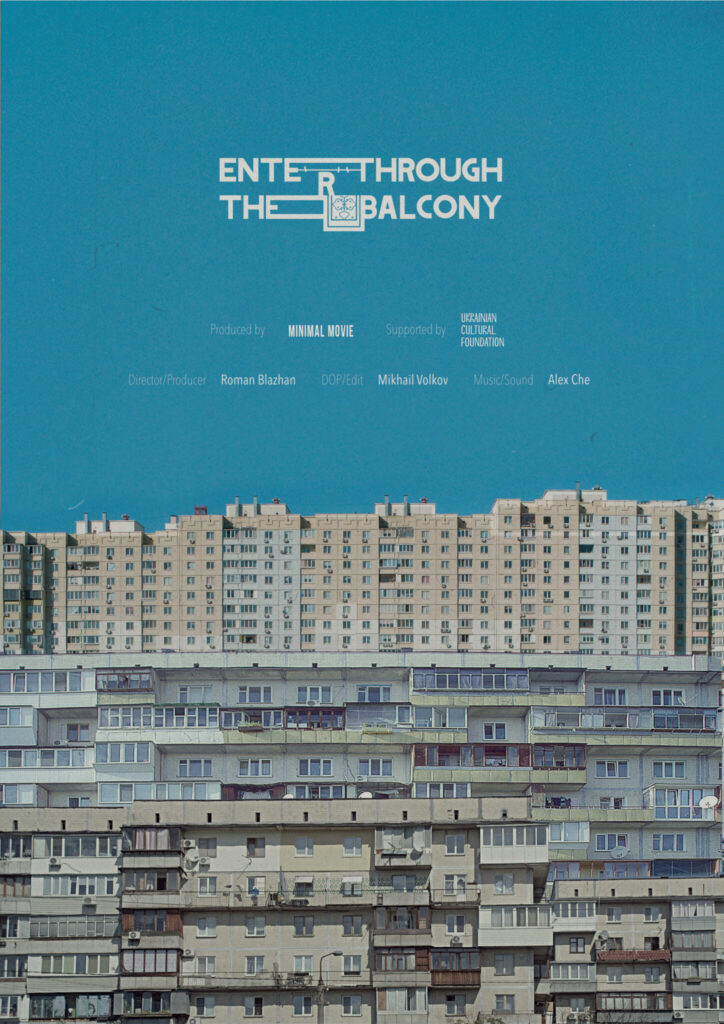 ENTER THROUGH
THE BALCONY
Produced by MINIMAL MOVIE Supported by UKRAINIAN
CULTURAL
FOUNDATION
Director/Producer Roman Blazhan DOP/Edit Mikhail Volkov Music/Sound Alex Che